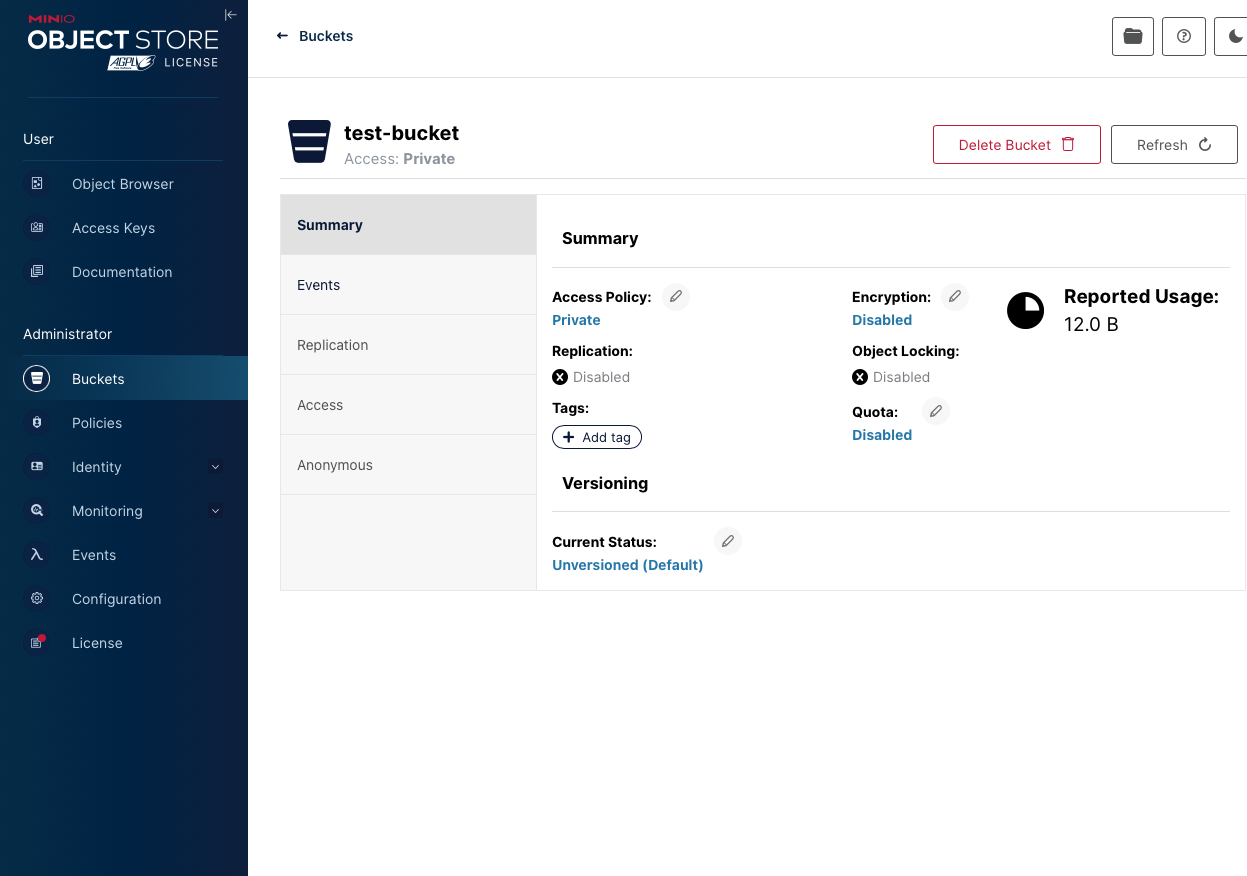 MINIO
OBJECT STORE
AGPL LICENSE
User
Object Browser
Access Keys
Documentation
Administrator
Buckets
Policies
Identity
Monitoring
Events
Configuration
License
Buckets
test-bucket
Access: Private
Delete Bucket
Refresh
Summary
Events
Replication
Access
Anonymous
Summary
Access Policy:
Private
Encryption:
Disabled
Reported Usage:
12.0 B
Replication:
Disabled
Object Locking:
Disabled
Tags:
Add tag
Quota:
Disabled
Versioning
Current Status:
Unversioned (Default)